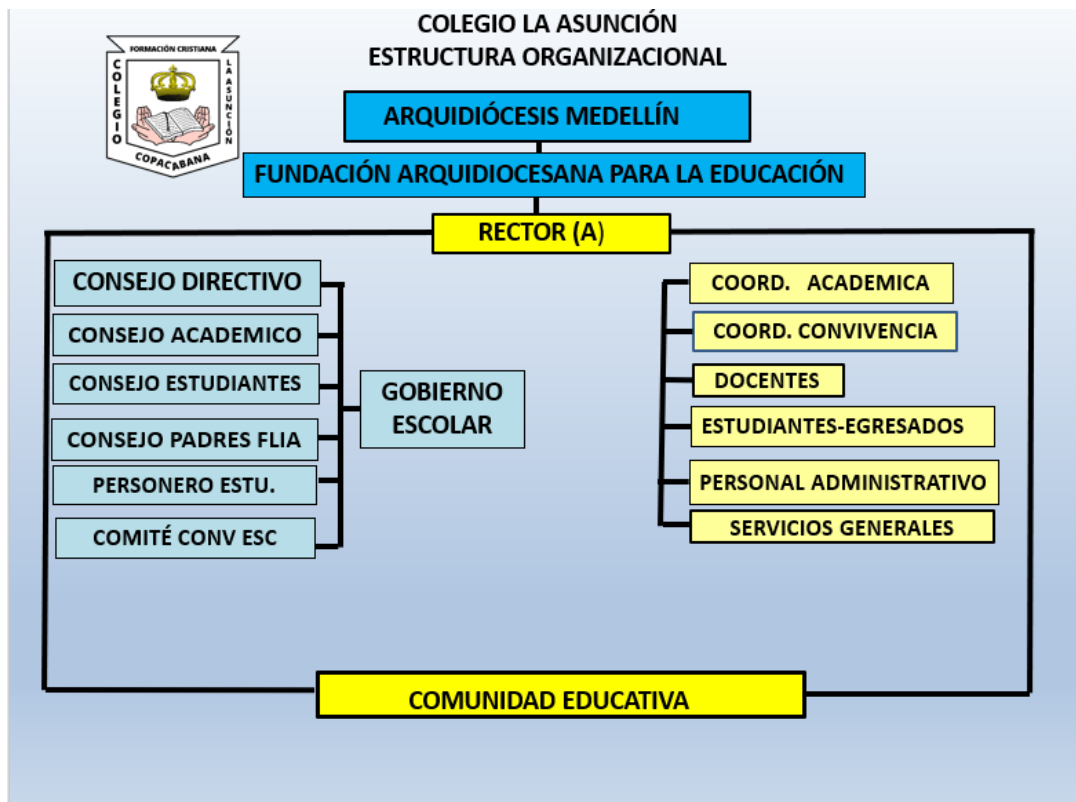 COLEGIO LA ASUNCIÓN
ESTRUCTURA ORGANIZACIONAL
FORMACIÓN CRISTIANA
COLEGIO
LA ASUNCIÓN
COPACABANA
ARQUIDIÓCESIS MEDELLÍN
FUNDACIÓN ARQUIDIOCESANA PARA LA EDUCACIÓN
RECTOR (A)
CONSEJO DIRECTIVO
CONSEJO ACADEMICO
CONSEJO ESTUDIANTES
CONSEJO PADRES FLIA
PERSONERO ESTU.
COMITÉ CONV ESC
GOBIERNO
ESCOLAR
COORD. ACADEMICA
COORD. CONVIVENCIA
DOCENTES
ESTUDIANTES-EGRESADOS
PERSONAL ADMINISTRATIVO
SERVICIOS GENERALES
COMUNIDAD EDUCATIVA